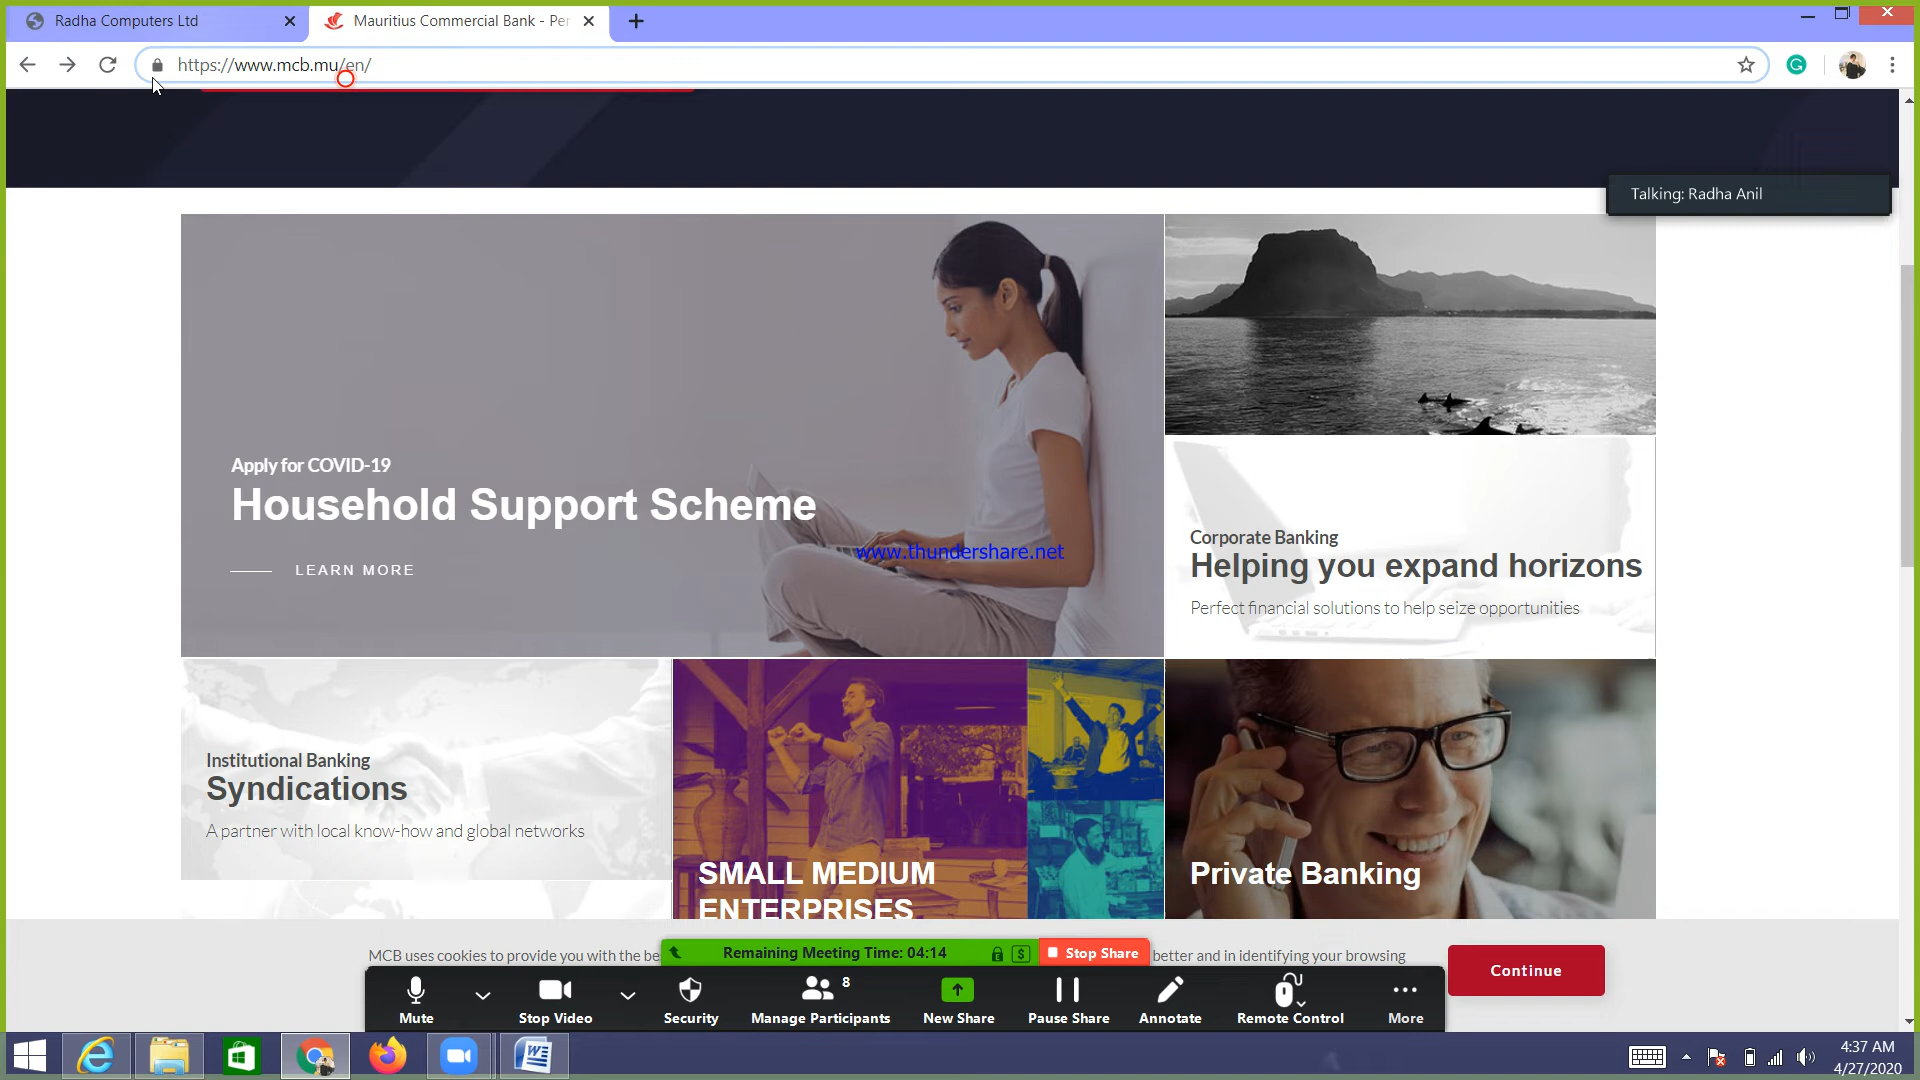 Radha Computers Ltd
Mauritius Commercial Bank - Per
https://www.mcb.mu/en/
Talking: Radha Anil
Apply for COVID-19
Household Support Scheme
LEARN MORE
www.thundershare.net
Corporate Banking
Helping you expand horizons
Perfect financial solutions to help seize opportunities
Institutional Banking
Syndications
A partner with local know-how and global networks
SMALL MEDIUM
ENTERPRISES
Private Banking
MCB uses cookies to provide you with the be
better and in identifying your browsing
Continue
Remaining Meeting Time: 04:14
Stop Share
Mute
Stop Video
Security
8
Manage Participants
New Share
Pause Share
Annotate
Remote Control
More
4:37 AM
4/27/2020